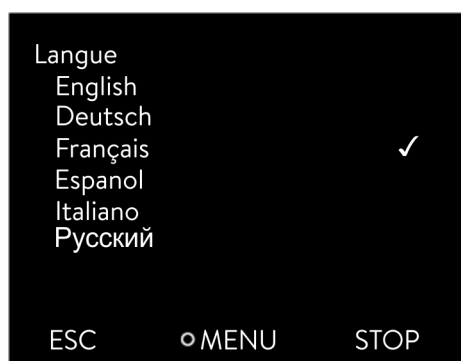 Langue
English
Deutsch
Français ✓
Espanol
Italiano
Русский
ESC MENU STOP